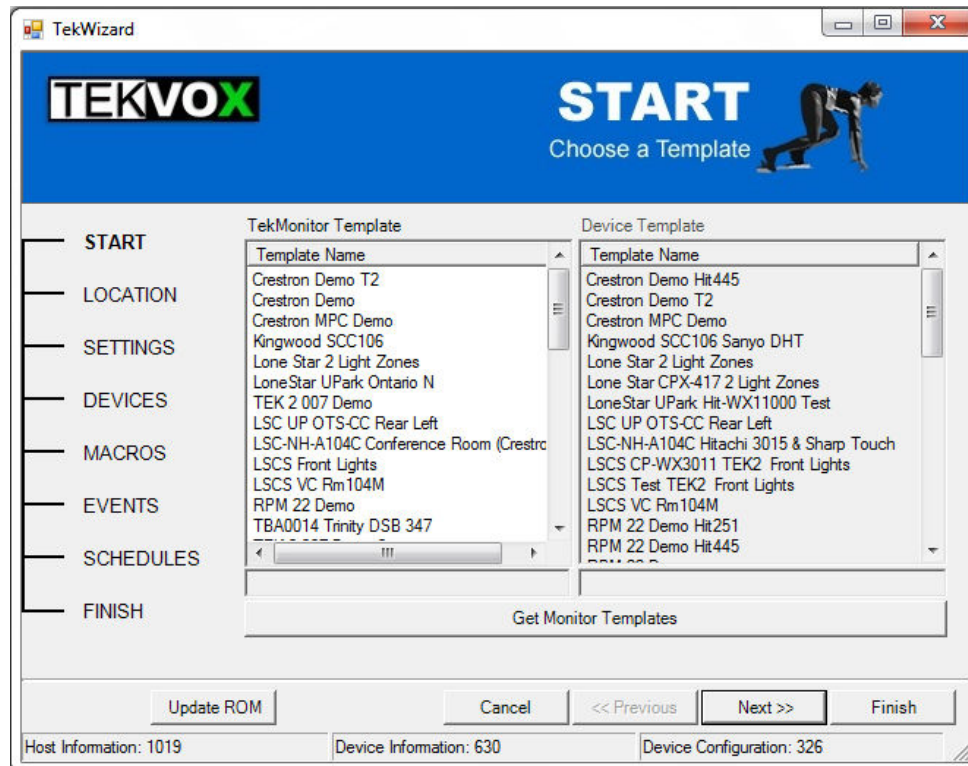 TekWizard
TEKVOX
START
Choose a Template
START
LOCATION
SETTINGS
DEVICES
MACROS
EVENTS
SCHEDULES
FINISH
TekMonitor Template
Template Name
Crestron Demo T2
Crestron Demo
Crestron MPC Demo
Kingwood SCC106
Lone Star 2 Light Zones
LoneStar UPark Ontario N
TEK 2 007 Demo
LSC UP OTS-CC Rear Left
LSC-NH-A104C Conference Room (Crestro
LSCS Front Lights
LSCS VC Rm104M
RPM 22 Demo
TBA0014 Trinity DSB 347
Device Template
Template Name
Crestron Demo Hit445
Crestron Demo T2
Crestron MPC Demo
Kingwood SCC106 Sanyo DHT
Lone Star 2 Light Zones
Lone Star CPX-417 2 Light Zones
LoneStar UPark Hit-WX11000 Test
LSC UP OTS-CC Rear Left
LSC-NH-A104C Hitachi 3015 & Sharp Touch
LSCS CP-WX3011 TEK2  Front Lights
LSCS Test TEK2  Front Lights
LSCS VC Rm104M
RPM 22 Demo Hit251
RPM 22 Demo Hit445
Get Monitor Templates
Update ROM
Cancel
<< Previous
Next >>
Finish
Host Information: 1019
Device Information: 630
Device Configuration: 326